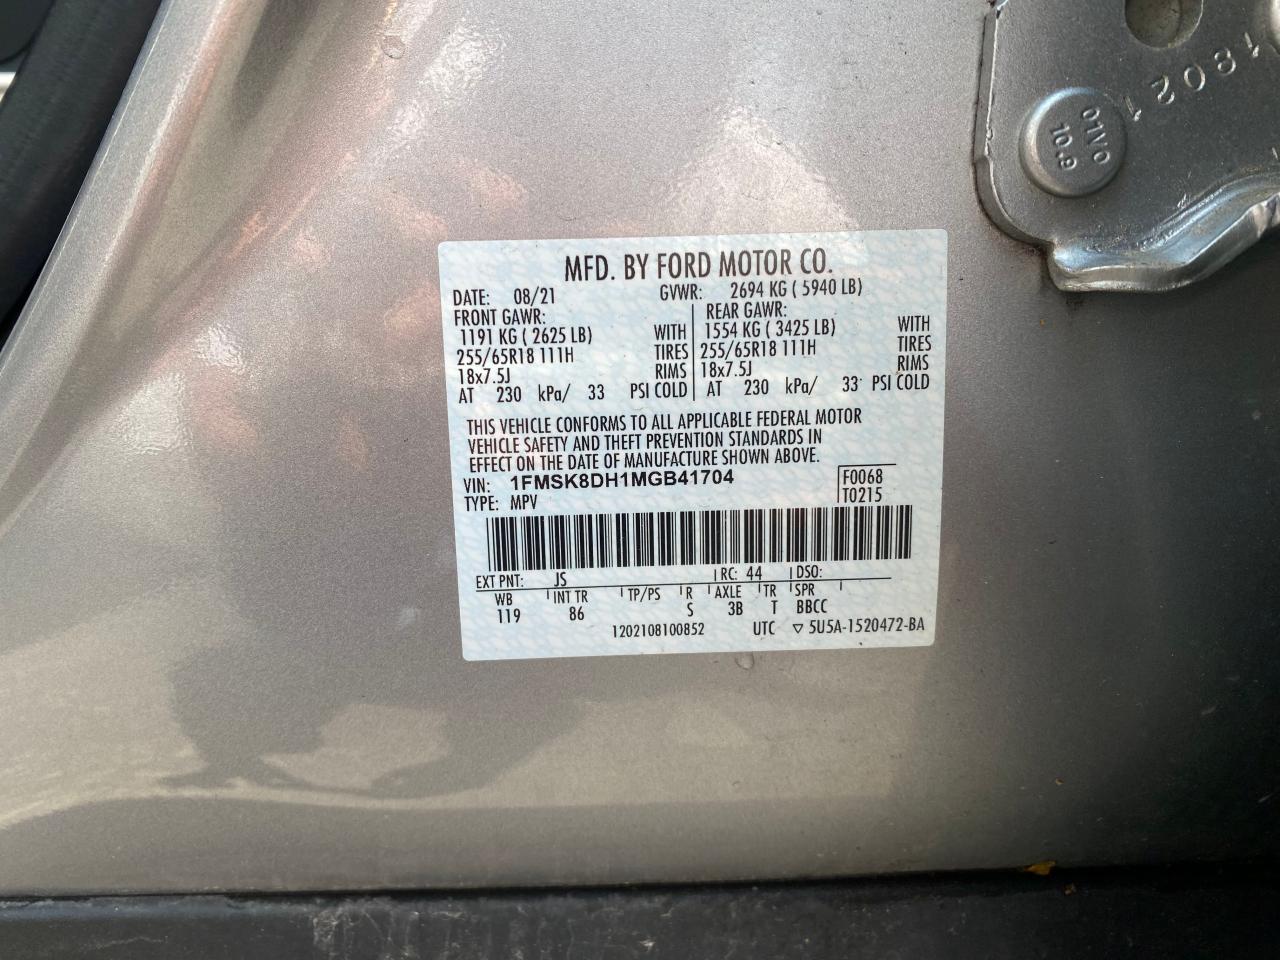 18021
01V0
10.9
MFD. BY FORD MOTOR CO.
DATE: 08/21 GVWR: 2694 KG ( 5940 LB)
FRONT GAWR: REAR GAWR:
1191 KG ( 2625 LB) WITH 1554 KG ( 3425 LB) WITH
255/65R18 111H TIRES 255/65R18 111H TIRES
18x7.5J RIMS 18x7.5J RIMS
AT 230 kPa/ 33 PSI COLD AT 230 kPa/ 33 PSI COLD
THIS VEHICLE CONFORMS TO ALL APPLICABLE FEDERAL MOTOR
VEHICLE SAFETY AND THEFT PREVENTION STANDARDS IN
EFFECT ON THE DATE OF MANUFACTURE SHOWN ABOVE.
VIN: 1FMSK8DH1MGB41704 F0068
TYPE: MPV T0215
EXT PNT: JS RC: 44 DSO:
WB INT TR TP/PS R AXLE TR SPR
119 86 S 3B T BBCC
1202108100852 UTC ▽ 5U5A-1520472-BA